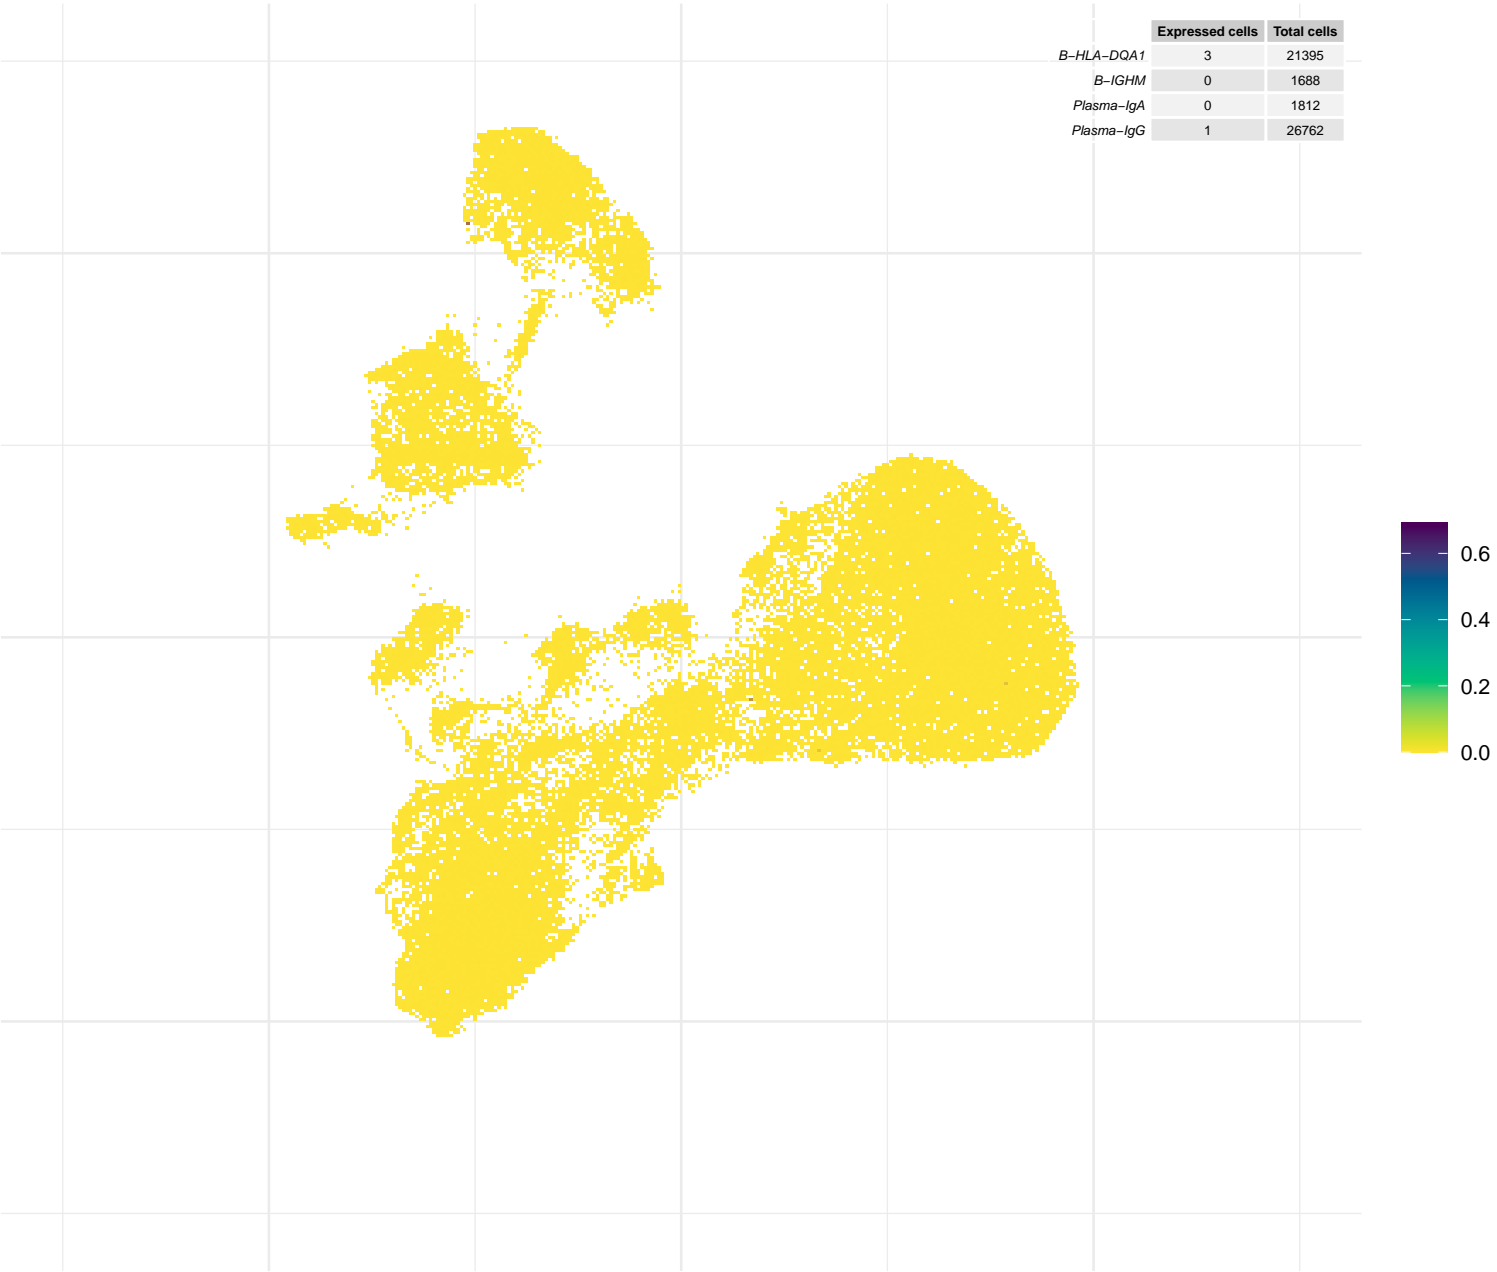 Expressed cells Total cells
B−HLA−DQA1 3 21395
B−IGHM 0 1688
Plasma−IgA 0 1812
Plasma−IgG 1 26762
0.6
0.4
0.2
0.0